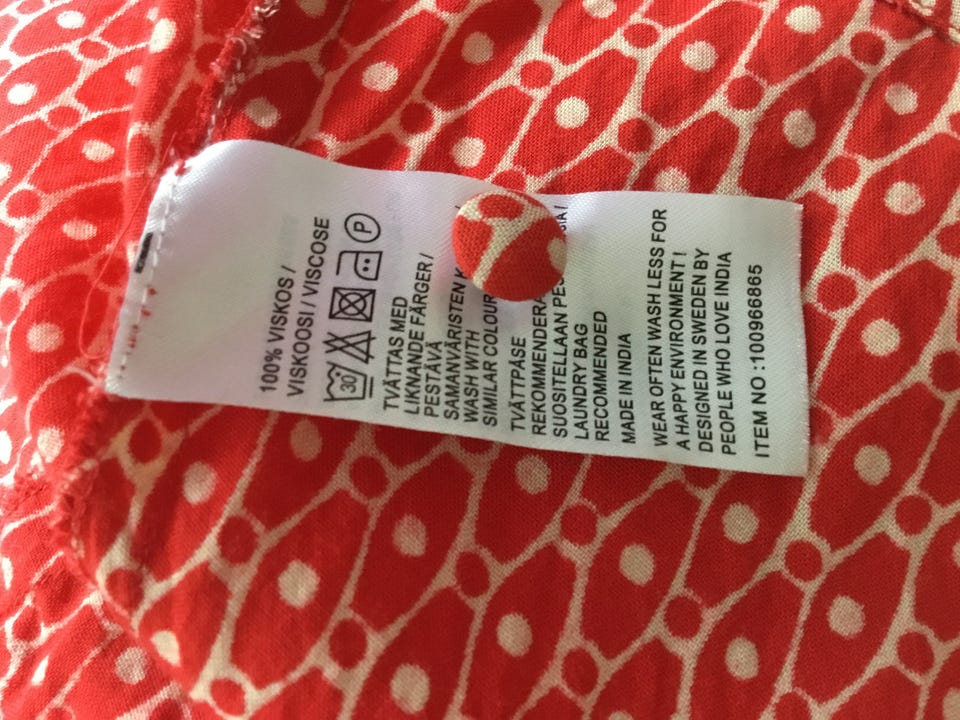 100% VISKOS /
VISKOOSI / VISCOSE
30 P
TVÄTTAS MED
LIKNANDE FÄRGER /
PESTÄVÄ
SAMANVÄRISTEN
WASH WITH
SIMILAR COLOUR
TVÄTTPÅSE
REKOMMENDERA
SUOSITELLAAN
LAUNDRY BAG
RECOMMENDED
MADE IN INDIA
WEAR OFTEN WASH LESS FOR
A HAPPY ENVIRONMENT !
DESIGNED IN SWEDEN BY
PEOPLE WHO LOVE INDIA
ITEM NO :100966865